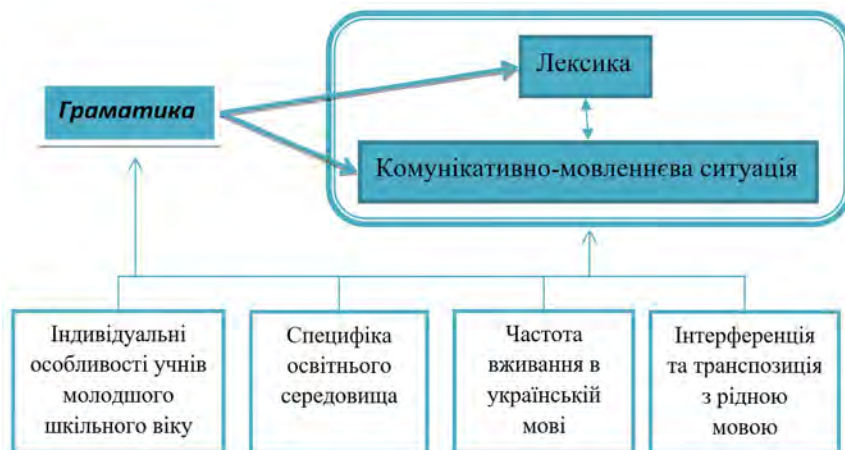 Лексика
Граматика
Комунікативно-мовленнєва ситуація
Індивідуальні
особливості учнів
молодшого
шкільного віку
Специфіка
освітнього
середовища
Частота
вживання в
українській
мові
Інтерференція
та транспозиція
з рідною
мовою